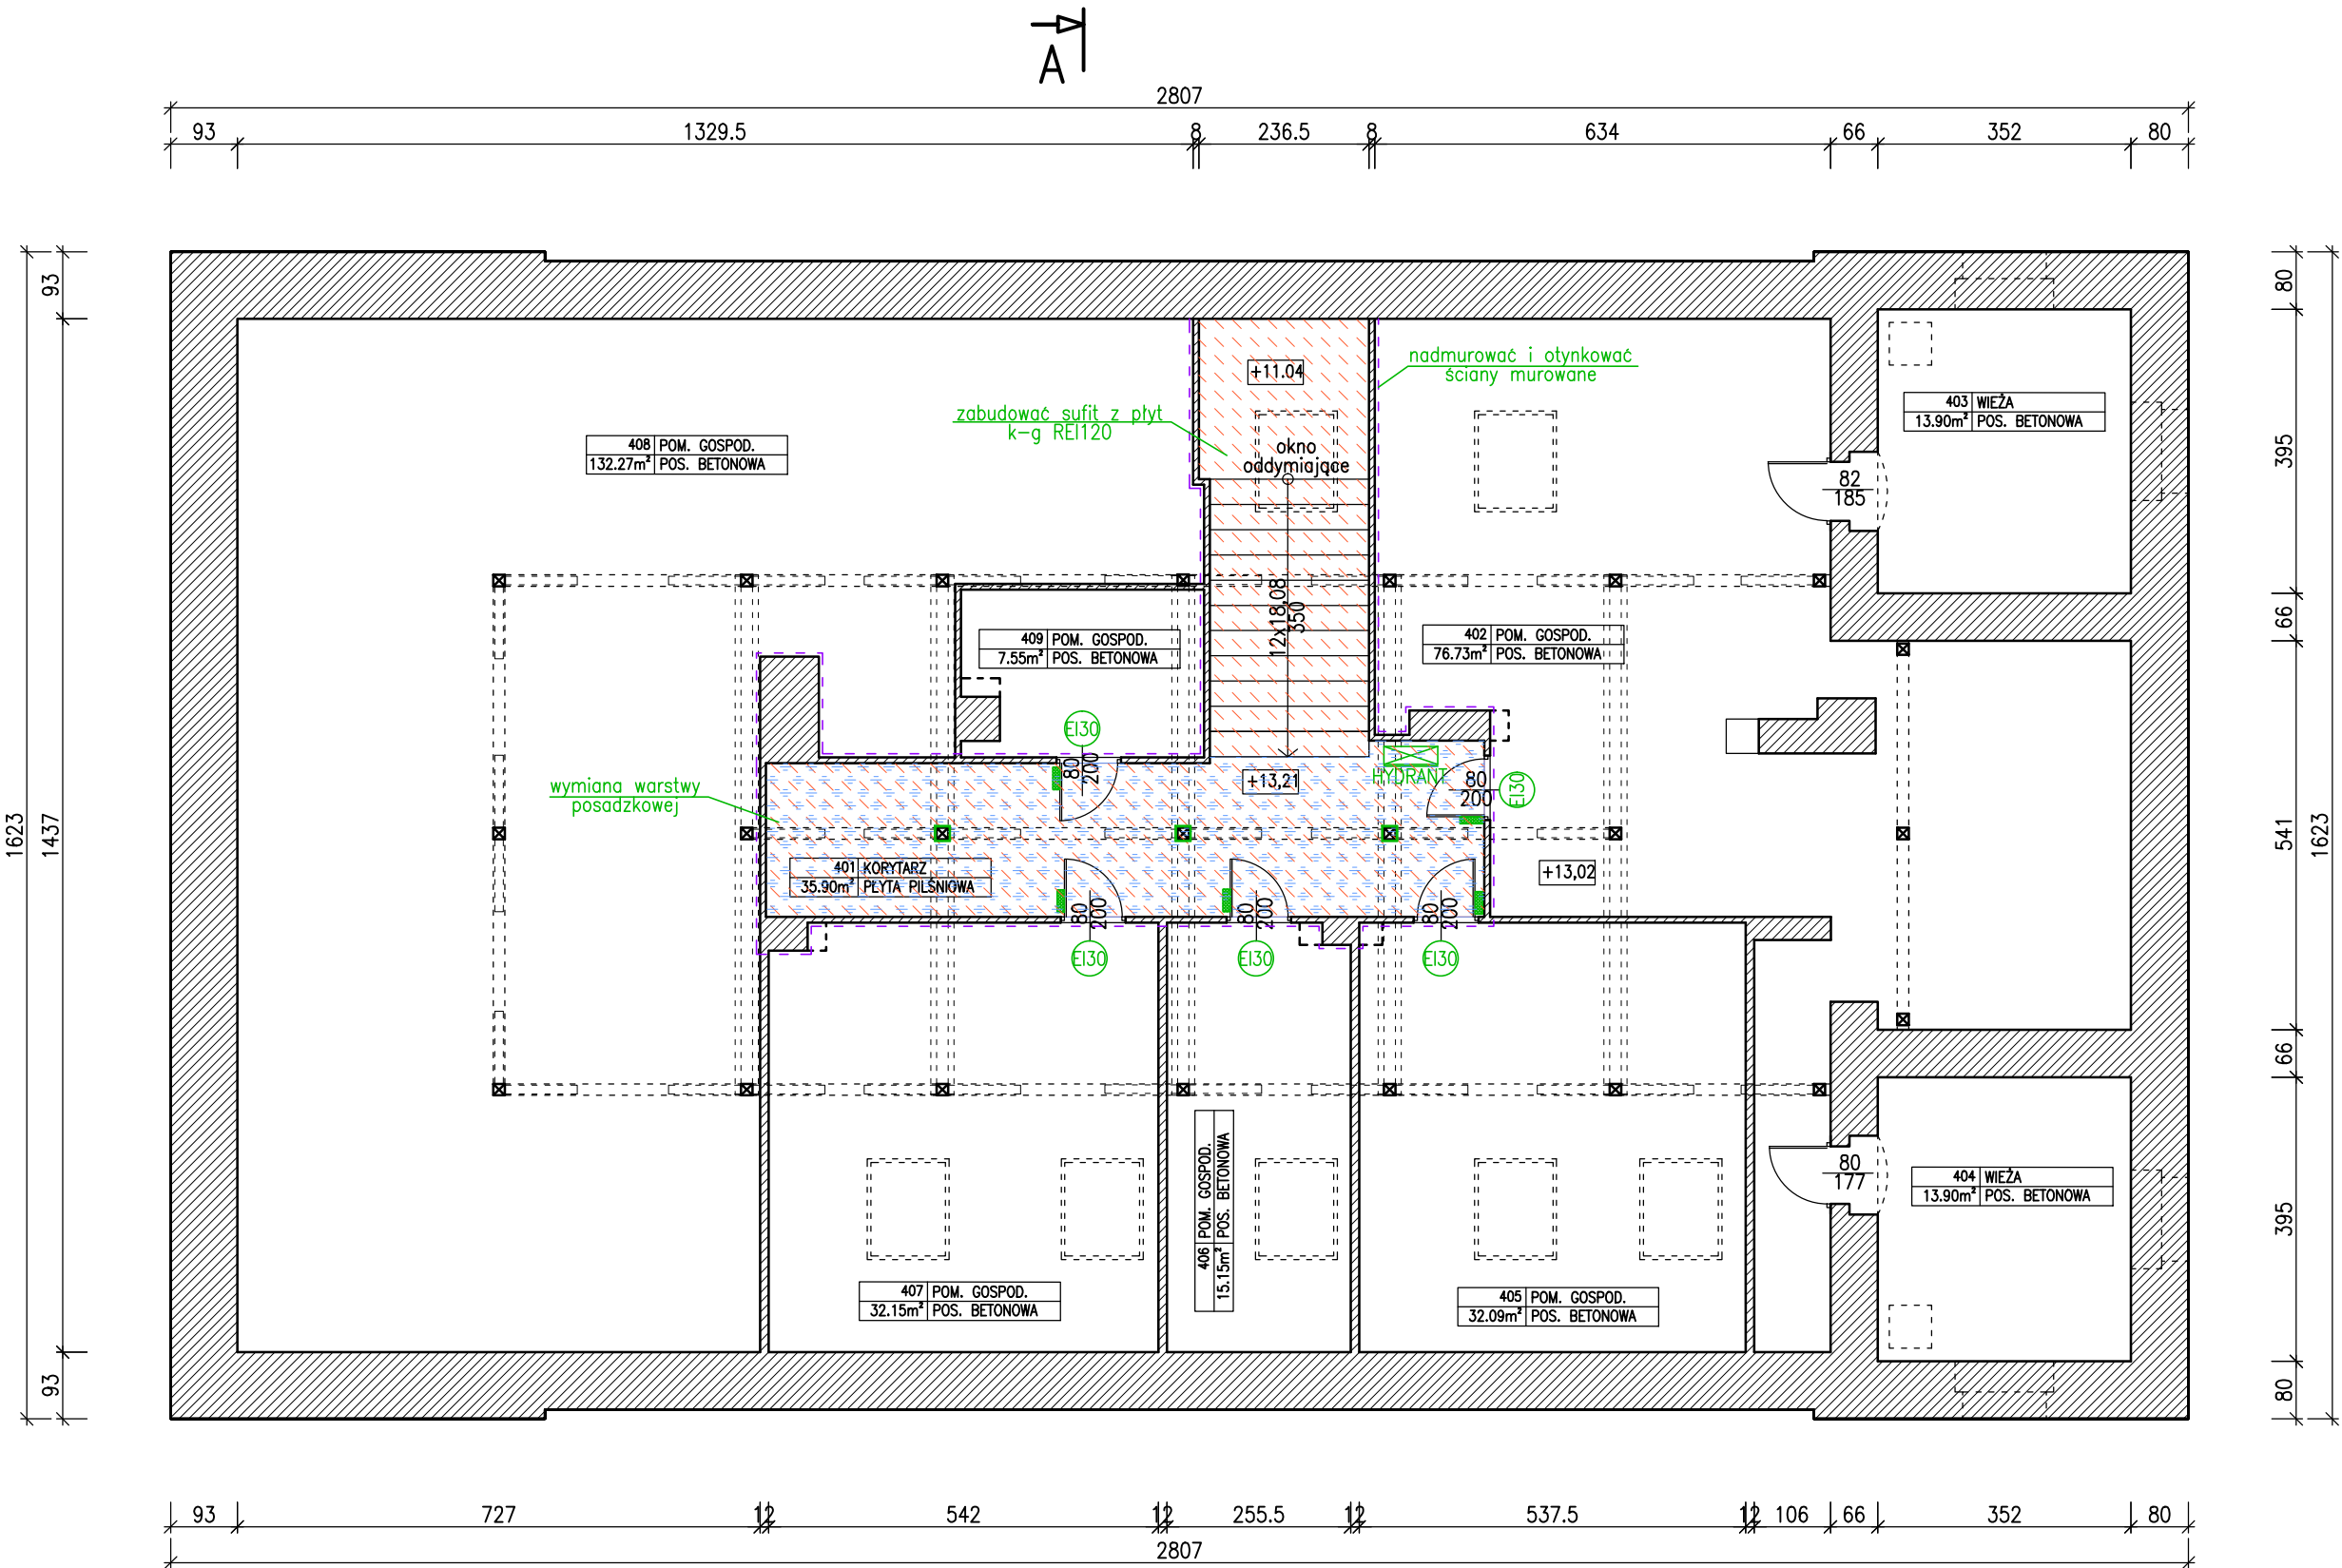 A
2807
93 1329.5 8 236.5 8 634 66 352 80
93
1437
93
1623
80
395
66
541
66
395
80
1623
+11.04
nadmurować i otynkować
ściany murowane
zabudować sufit z płyt
k-g REI120
okno
oddymiające
408 POM. GOSPOD.
132.27m² POS. BETONOWA
403 WIEŻA
13.90m² POS. BETONOWA
82
185
12x18,08
350
409 POM. GOSPOD.
7.55m² POS. BETONOWA
402 POM. GOSPOD.
76.73m² POS. BETONOWA
EI30
80
200
wymiana warstwy
posadzkowej
+13,21
HYDRANT
80
200
EI30
401 KORYTARZ
35.90m² PŁYTA PILŚNIOWA
+13,02
80
200
EI30
80
200
EI30
80
200
EI30
406 POM. GOSPOD.
15.15m² POS. BETONOWA
80
177
404 WIEŻA
13.90m² POS. BETONOWA
407 POM. GOSPOD.
32.15m² POS. BETONOWA
405 POM. GOSPOD.
32.09m² POS. BETONOWA
93 727 12 542 12 255.5 12 537.5 12 106 66 352 80
2807